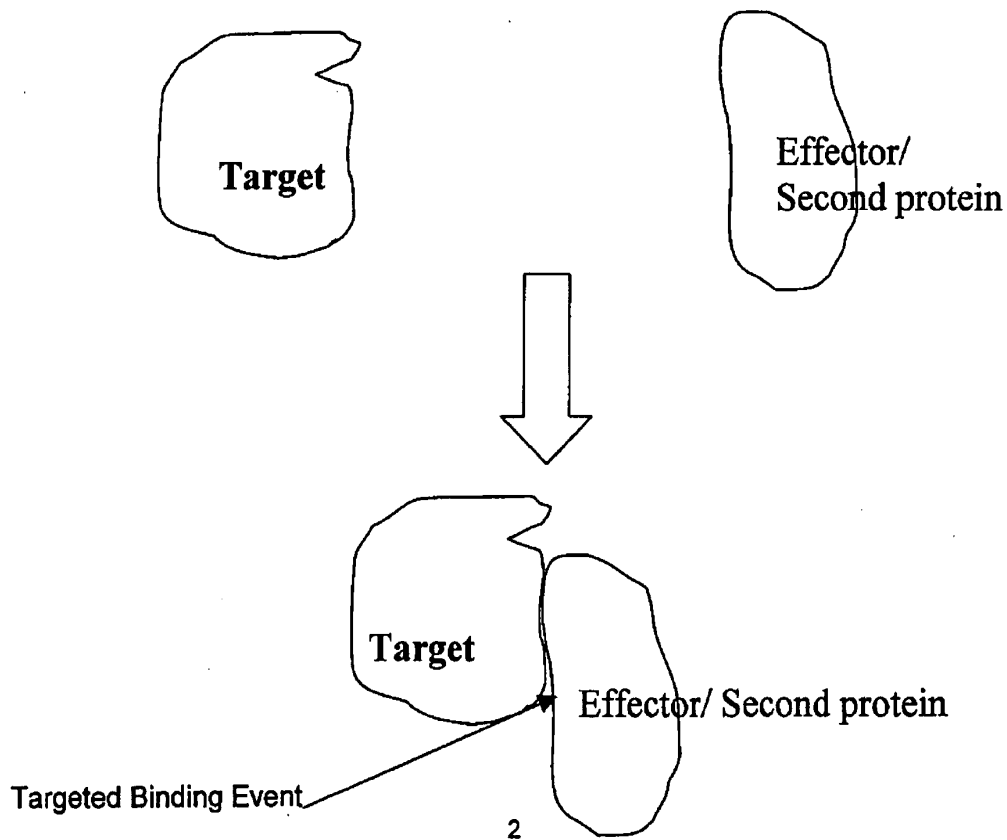 Target
Effector/
Second protein
Target
Effector/ Second protein
Targeted Binding Event
2